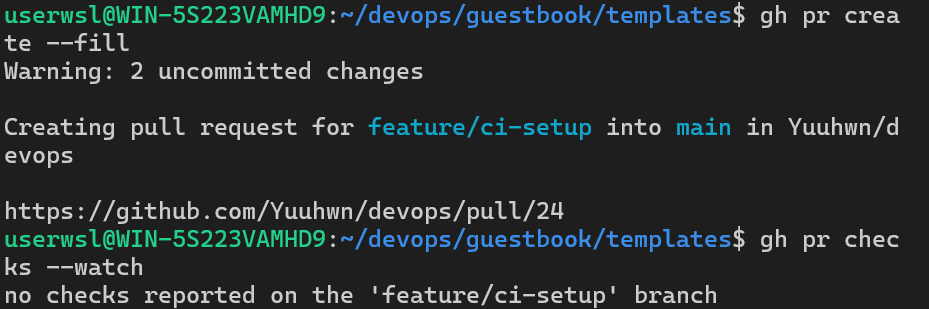 userwsl@WIN-5S223VAMHD9:~/devops/guestbook/templates$ gh pr crea
te --fill
Warning: 2 uncommitted changes
Creating pull request for feature/ci-setup into main in Yuuhwn/d
evops
https://github.com/Yuuhwn/devops/pull/24
userwsl@WIN-5S223VAMHD9:~/devops/guestbook/templates$ gh pr chec
ks --watch
no checks reported on the 'feature/ci-setup' branch